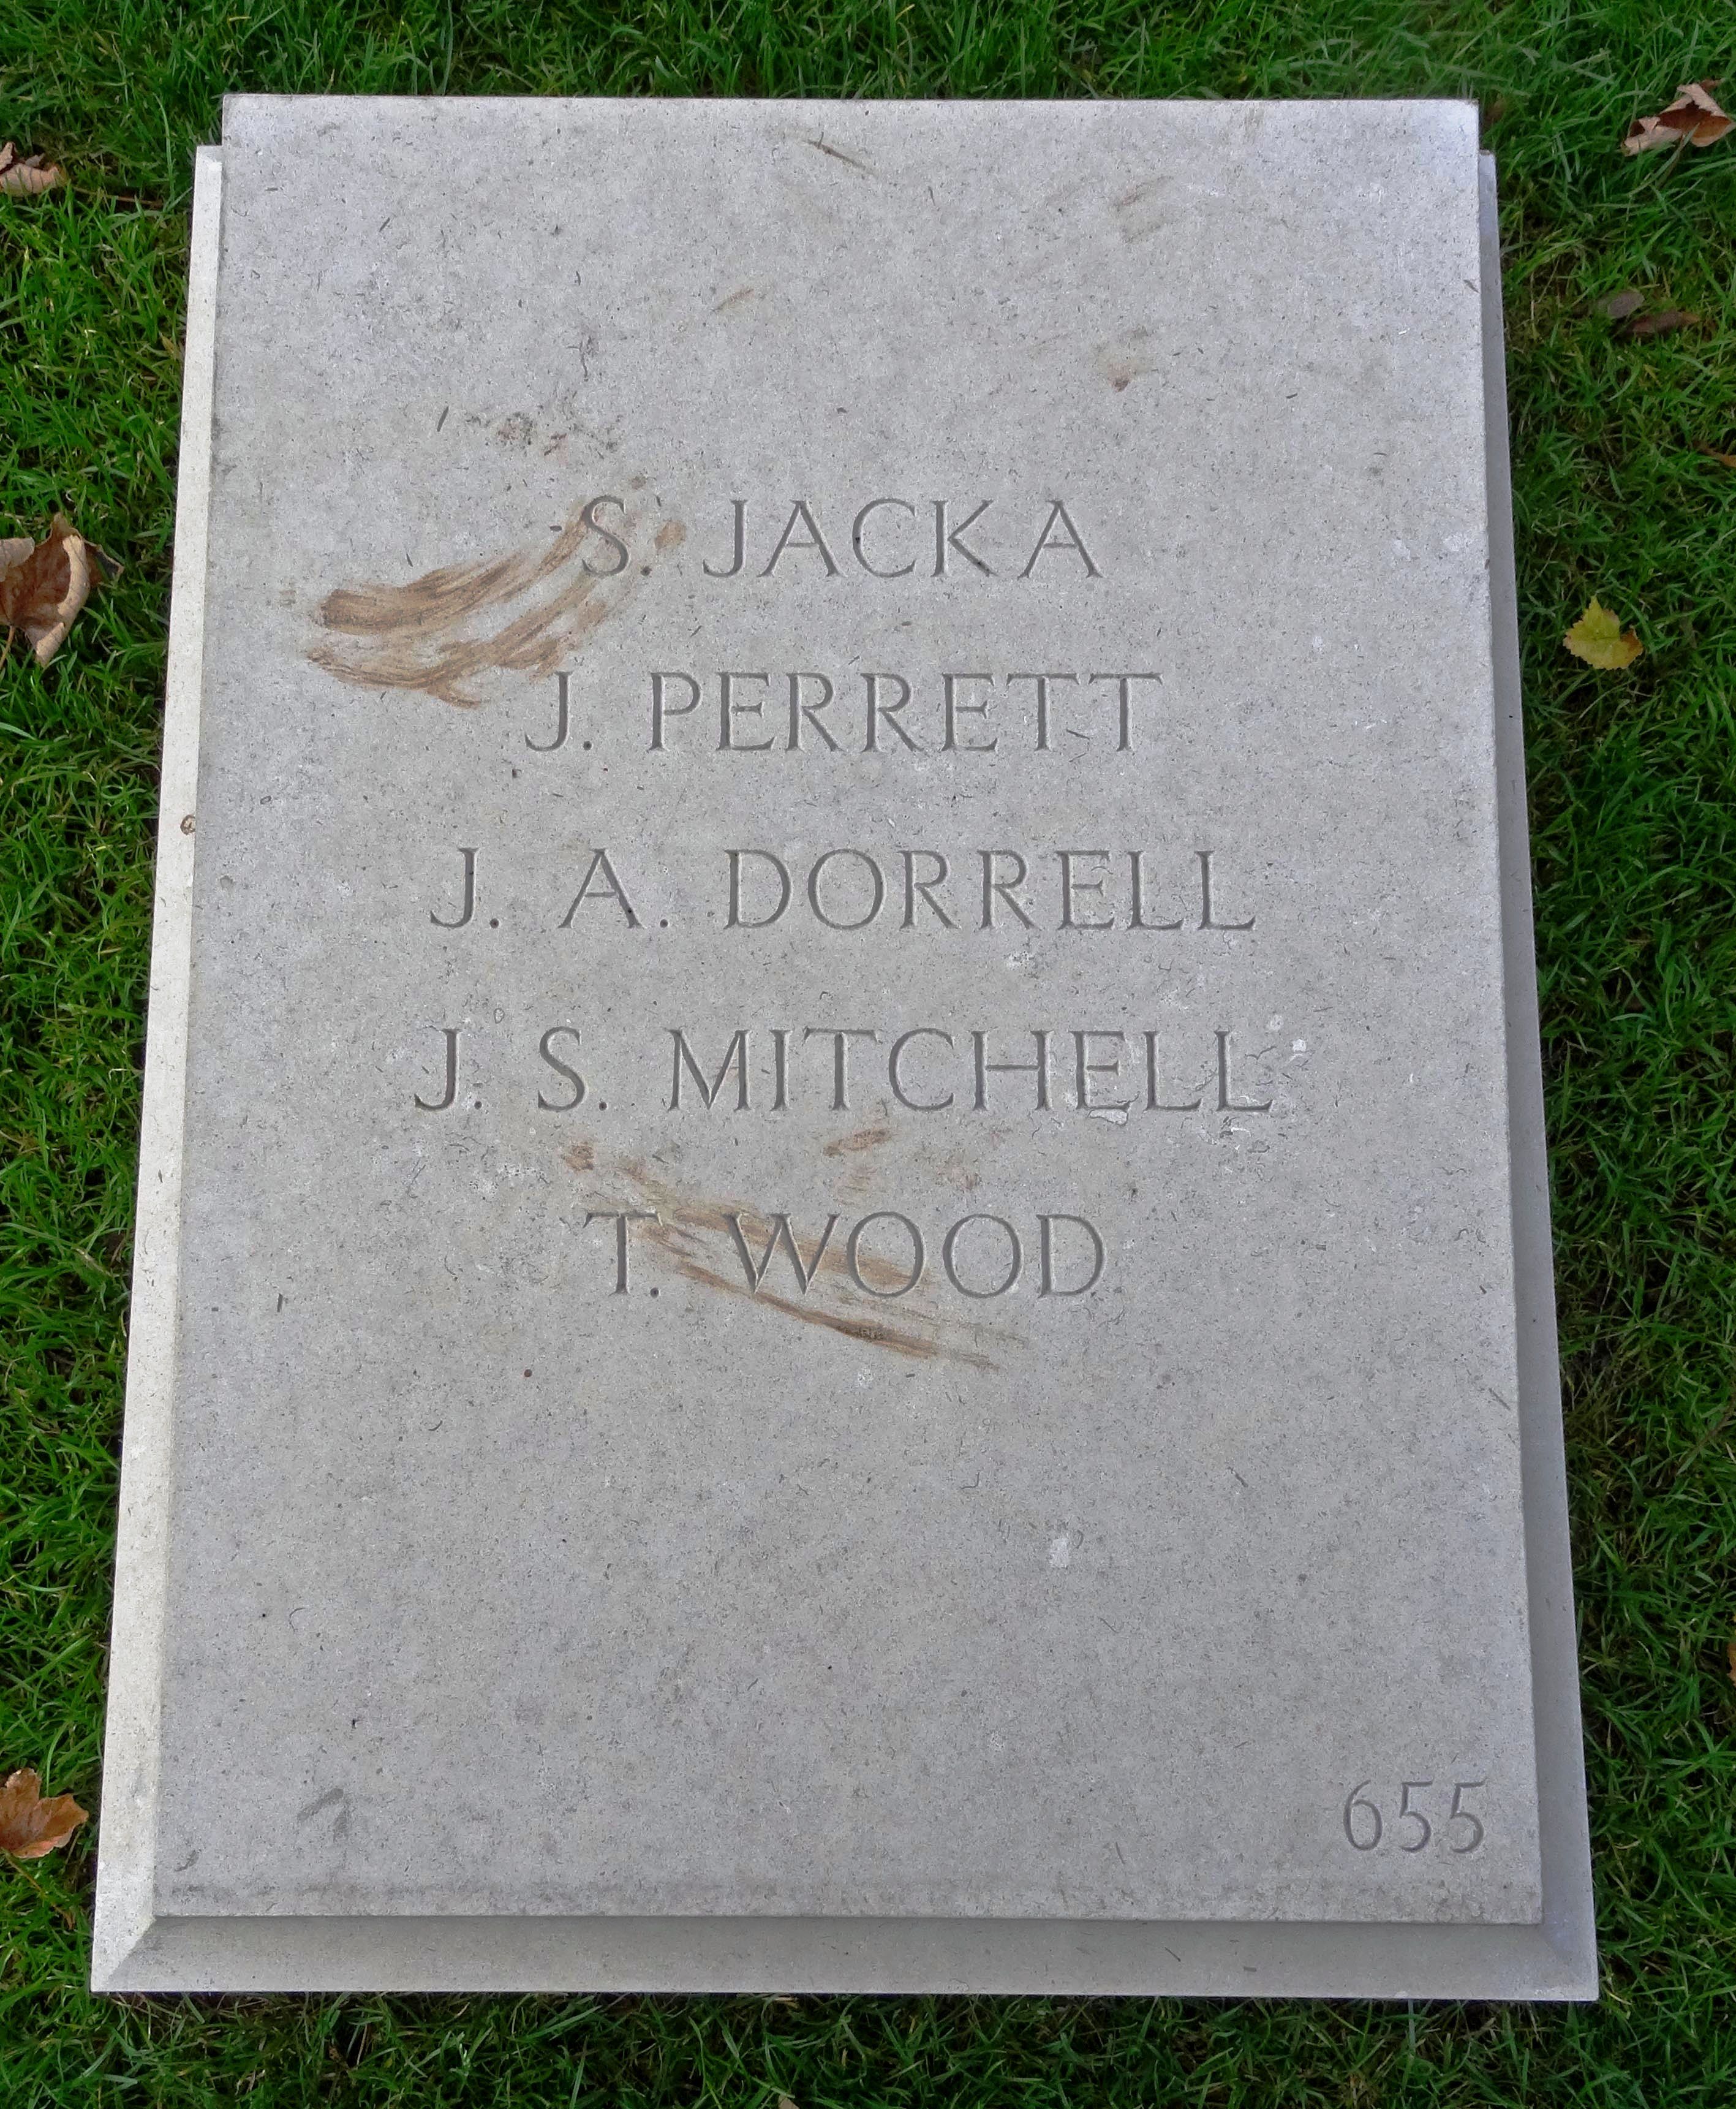 S. JACKA
J. PERRETT
J. A. DORRELL
J. S. MITCHELL
T. WOOD
655